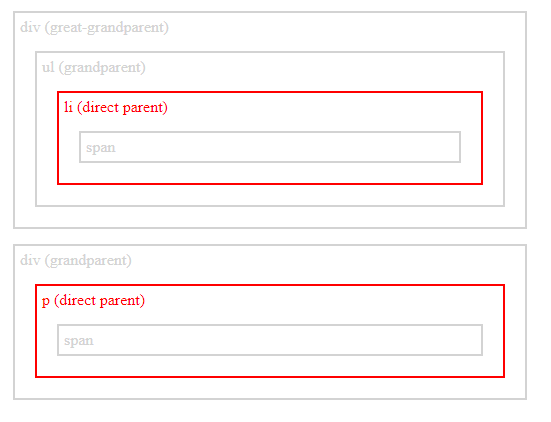 div (great-grandparent)
ul (grandparent)
li (direct parent)
span
div (grandparent)
p (direct parent)
span